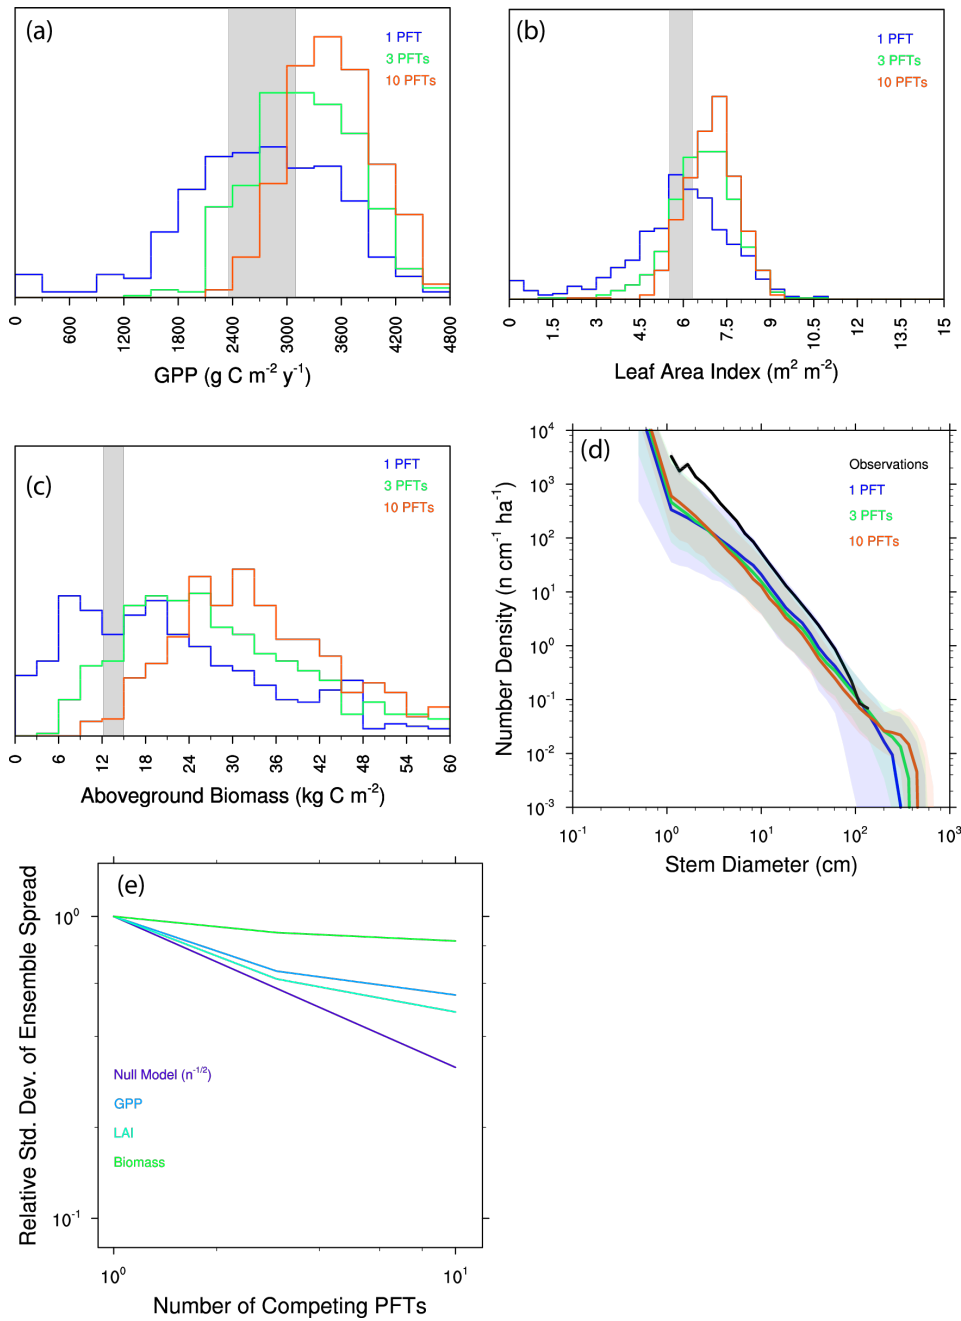 (a)
1 PFT
3 PFTs
10 PFTs
0
1200
2400
3000
3600
4200
4800
GPP (g C m⁻² y⁻¹)
(b)
1 PFT
3 PFTs
10 PFTs
0
1.5
3
4.5
6
7.5
9
10.5
12
13.5
15
Leaf Area Index (m² m⁻²)
(c)
1 PFT
3 PFTs
10 PFTs
0
6
12
18
24
30
36
42
48
54
60
Aboveground Biomass (kg C m⁻²)
(d)
Observations
1 PFT
3 PFTs
10 PFTs
Number Density (n cm⁻¹ ha⁻¹)
10⁴
10³
10²
10¹
10⁰
10⁻¹
10⁻²
10⁻³
10⁻¹
10⁰
10¹
10²
10³
Stem Diameter (cm)
(e)
Relative Std. Dev. of Ensemble Spread
10⁰
10⁻¹
Null Model (n⁻¹/²)
GPP
LAI
Biomass
10⁰
10¹
Number of Competing PFTs